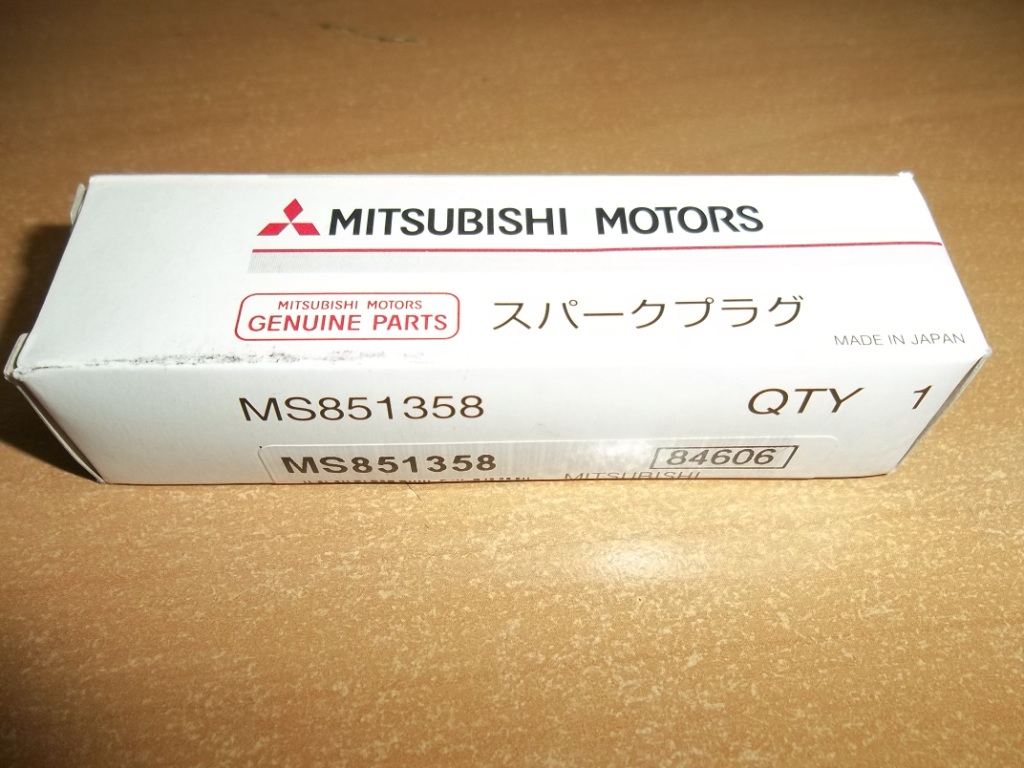 MITSUBISHI MOTORS
MITSUBISHI MOTORS
GENUINE PARTS
スパークプラグ
MADE IN JAPAN
MS851358
QTY 1
MS851358
84606
MITSUBISHI